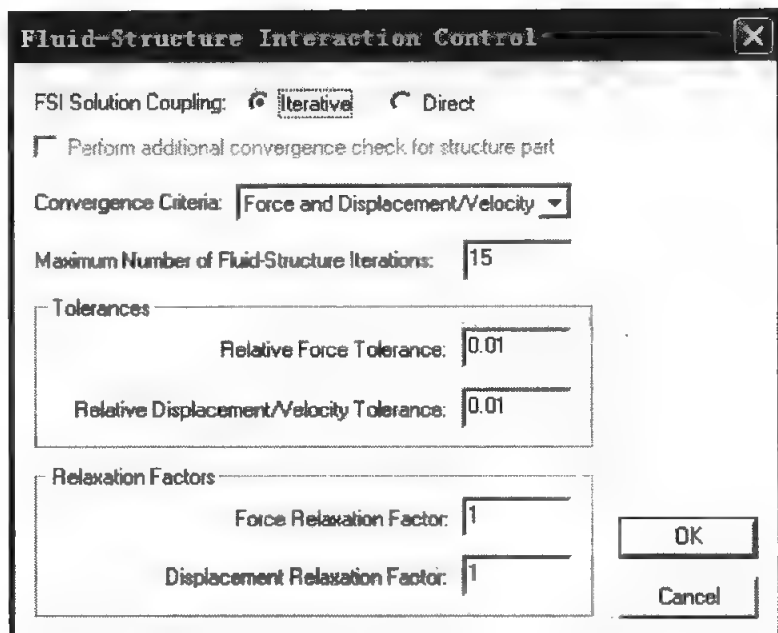 Fluid-Structure Interaction Control
FSI Solution Coupling: Iterative Direct
Perform additional convergence check for structure part
Convergence Criteria: Force and Displacement/Velocity
Maximum Number of Fluid-Structure Iterations: 15
Tolerances
Relative Force Tolerance: 0.01
Relative Displacement/Velocity Tolerance: 0.01
Relaxation Factors
Force Relaxation Factor: 1
Displacement Relaxation Factor: 1
OK
Cancel